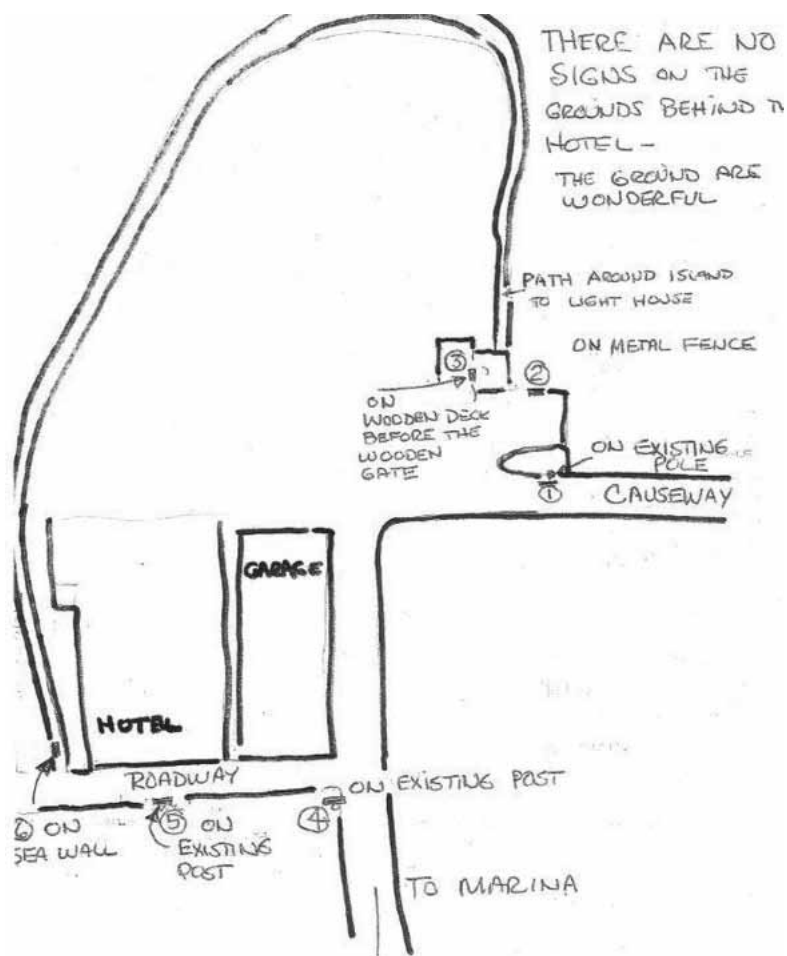 THERE ARE NO
SIGNS ON THE
GROUNDS BEHIND
HOTEL -
THE GROUND ARE
WONDERFUL
PATH AROUND ISLAND
TO LIGHT HOUSE
ON METAL FENCE
③
②
ON
WOODEN DECK
BEFORE THE
WOODEN
GATE
ON EXISTING
POLE
①
CAUSEWAY
GARAGE
HOTEL
ROADWAY
ON EXISTING POST
④
⑤ ON
EXISTING
POST
⑥ ON
SEA WALL
TO MARINA